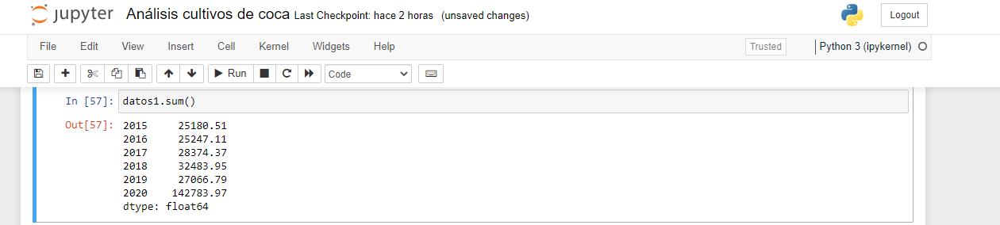 jupyter Análisis cultivos de coca Last Checkpoint: hace 2 horas (unsaved changes) Logout
File Edit View Insert Cell Kernel Widgets Help Trusted Python 3 (ipykernel)
Run Code
In [57]: datos1.sum()
Out[57]: 2015 25180.51
2016 25247.11
2017 28374.37
2018 32483.95
2019 27066.79
2020 142783.97
dtype: float64